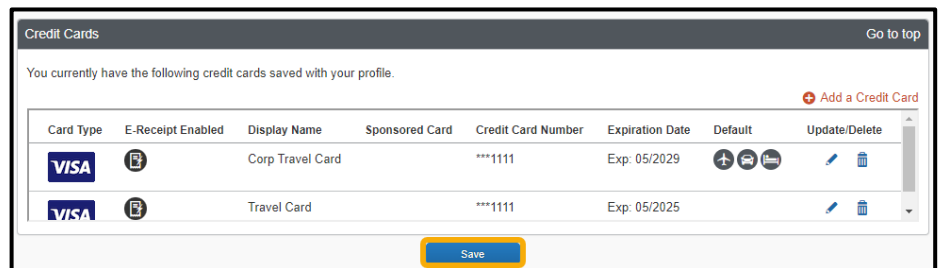 Credit Cards Go to top
You currently have the following credit cards saved with your profile.
Add a Credit Card
Card Type E-Receipt Enabled Display Name Sponsored Card Credit Card Number Expiration Date Default Update/Delete
VISA Corp Travel Card ***1111 Exp: 05/2029
VISA Travel Card ***1111 Exp: 05/2025
Save